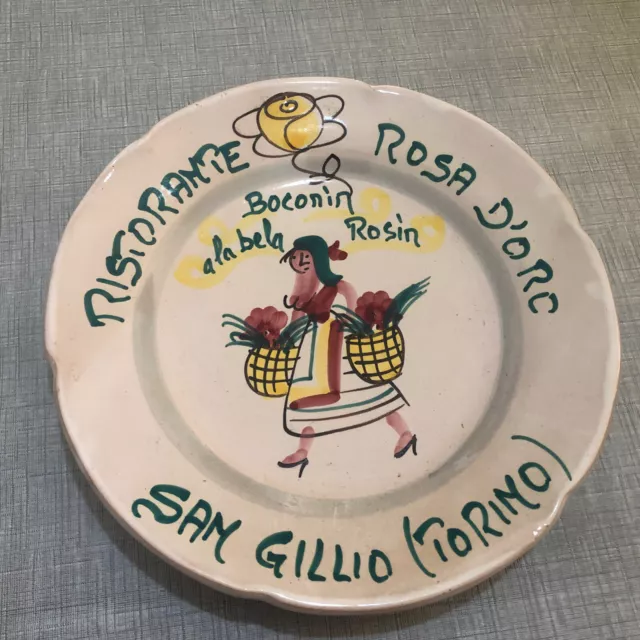 RISTORANTE ROSA D'ORO
Boconin
a la bela Rosin
SAN GILLIO (TORINO)